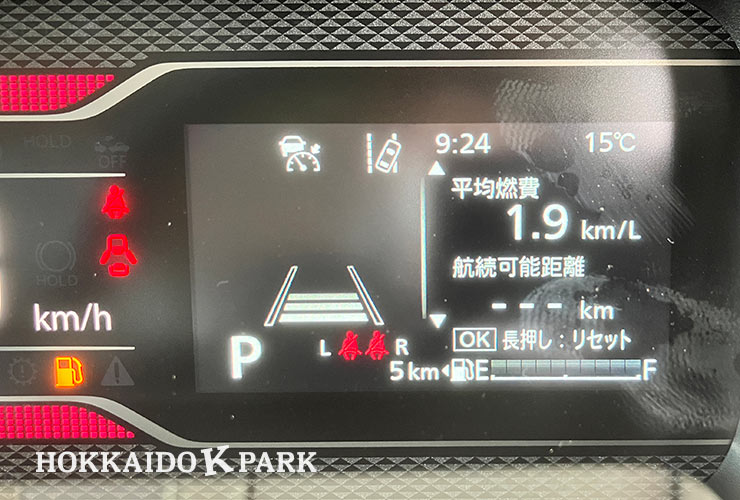 HOLD
OFF
HOLD
km/h
9:24 15℃
平均燃費
1.9 km/L
航続可能距離
--- km
OK 長押し：リセット
P
L R
5km E F
HOKKAIDO K PARK